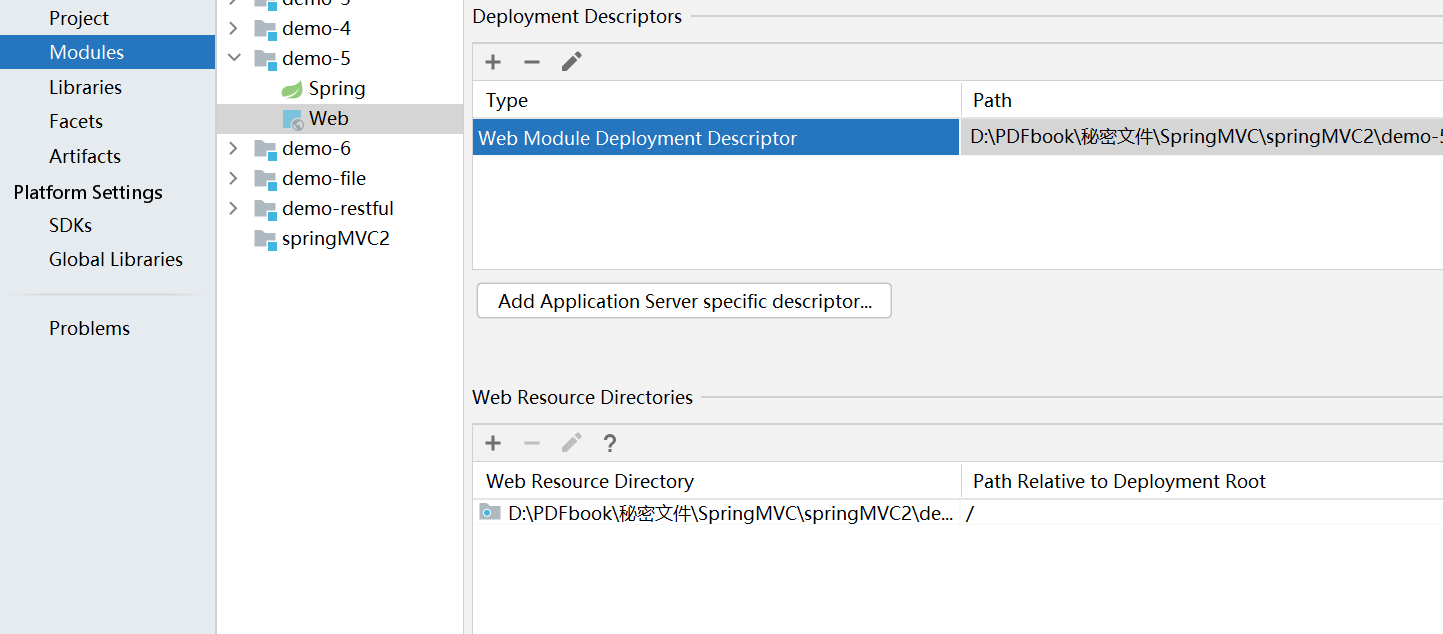 Project
Modules
Libraries
Facets
Artifacts
Platform Settings
SDKs
Global Libraries
Problems
demo-4
demo-5
Spring
Web
demo-6
demo-file
demo-restful
springMVC2
Deployment Descriptors
Type Path
Web Module Deployment Descriptor D:\PDFbook\秘密文件\SpringMVC\springMVC2\demo-5
Add Application Server specific descriptor...
Web Resource Directories
?
Web Resource Directory Path Relative to Deployment Root
D:\PDFbook\秘密文件\SpringMVC\springMVC2\de... /